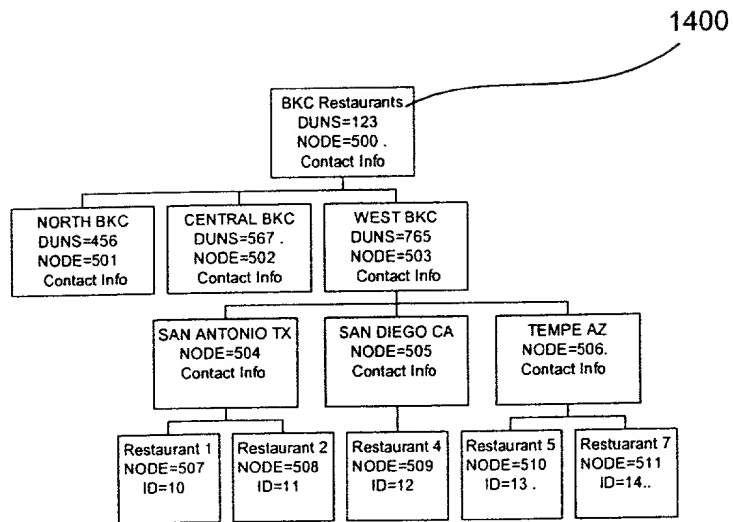 1400
BKC Restaurants
DUNS=123
NODE=500 .
Contact Info
NORTH BKC
DUNS=456
NODE=501
Contact Info
CENTRAL BKC
DUNS=567 .
NODE=502
Contact Info
WEST BKC
DUNS=765
NODE=503
Contact Info
SAN ANTONIO TX
NODE=504
Contact Info
SAN DIEGO CA
NODE=505
Contact Info
TEMPE AZ
NODE=506.
Contact Info
Restaurant 1
NODE=507
ID=10
Restaurant 2
NODE=508
ID=11
Restaurant 4
NODE=509
ID=12
Restaurant 5
NODE=510
ID=13 .
Restuarant 7
NODE=511
ID=14..